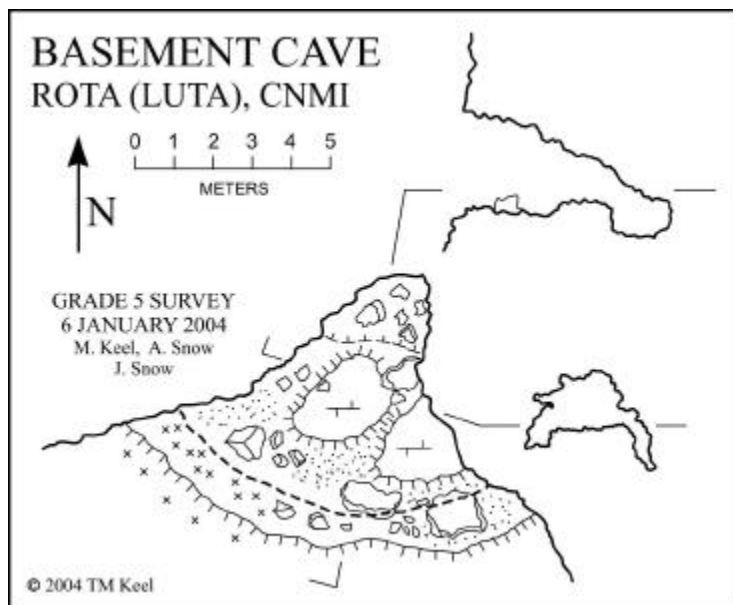 BASEMENT CAVE
ROTA (LUTA), CNMI
0 1 2 3 4 5
METERS
N
GRADE 5 SURVEY
6 JANUARY 2004
M. Keel, A. Snow
J. Snow
© 2004 TM Keel